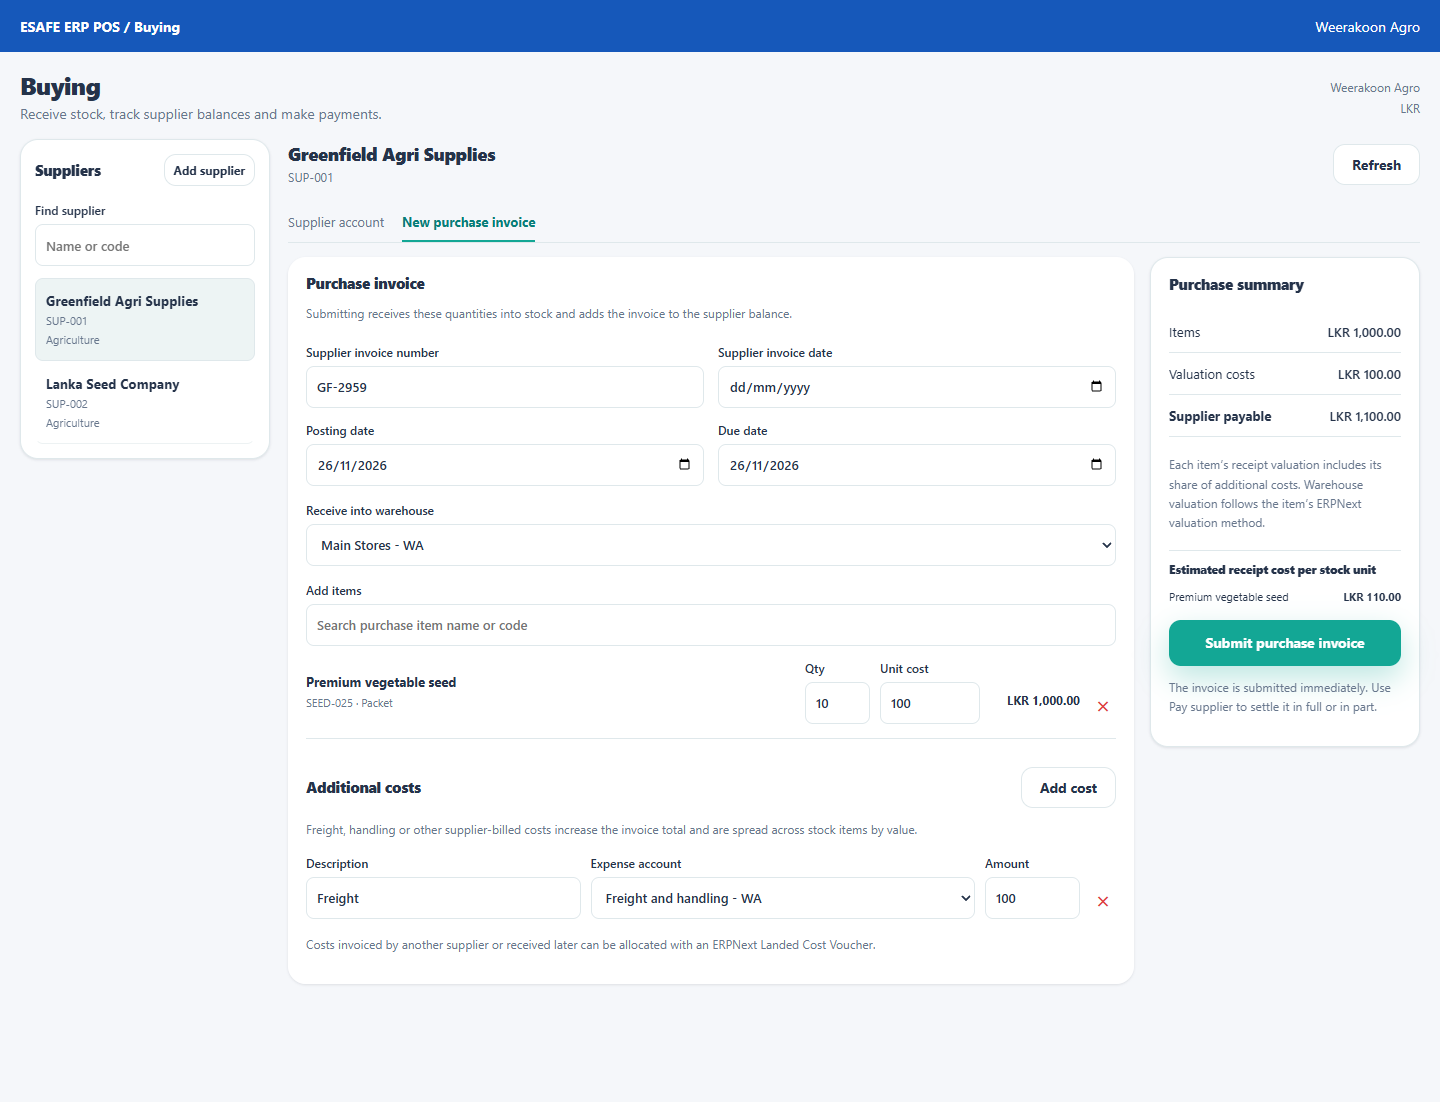 ESAFE ERP POS / Buying
Weerakoon Agro
Buying
Receive stock, track supplier balances and make payments.
Weerakoon Agro
LKR
Suppliers
Add supplier
Find supplier
Name or code
Greenfield Agri Supplies
SUP-001
Agriculture
Lanka Seed Company
SUP-002
Agriculture
Greenfield Agri Supplies
SUP-001
Refresh
Supplier account
New purchase invoice
Purchase invoice
Submitting receives these quantities into stock and adds the invoice to the supplier balance.
Supplier invoice number
GF-2959
Supplier invoice date
dd/mm/yyyy
Posting date
26/11/2026
Due date
26/11/2026
Receive into warehouse
Main Stores - WA
Add items
Search purchase item name or code
Premium vegetable seed
SEED-025 · Packet
Qty
10
Unit cost
100
LKR 1,000.00
Additional costs
Add cost
Freight, handling or other supplier-billed costs increase the invoice total and are spread across stock items by value.
Description
Freight
Expense account
Freight and handling - WA
Amount
100
Costs invoiced by another supplier or received later can be allocated with an ERPNext Landed Cost Voucher.
Purchase summary
Items LKR 1,000.00
Valuation costs LKR 100.00
Supplier payable LKR 1,100.00
Each item's receipt valuation includes its
share of additional costs. Warehouse
valuation follows the item's ERPNext
valuation method.
Estimated receipt cost per stock unit
Premium vegetable seed LKR 110.00
Submit purchase invoice
The invoice is submitted immediately. Use
Pay supplier to settle it in full or in part.